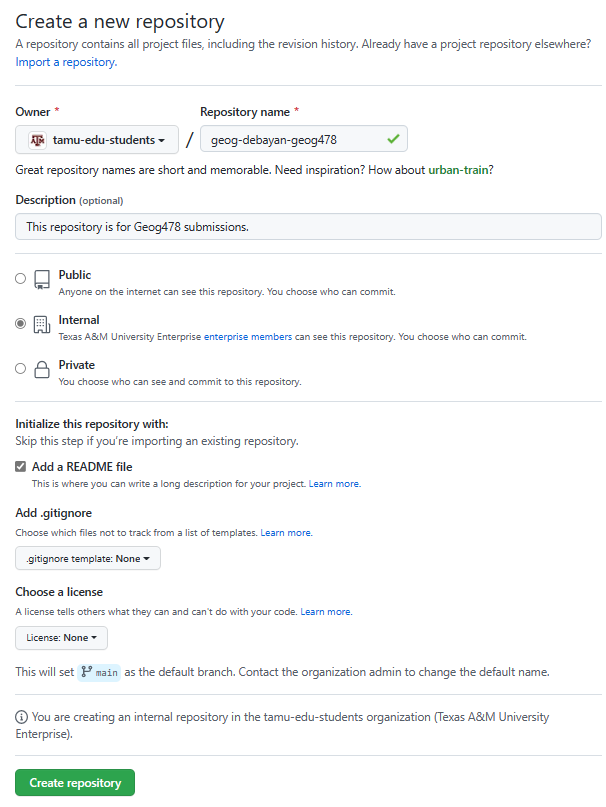 Create a new repository
A repository contains all project files, including the revision history. Already have a project repository elsewhere?
Import a repository.
Owner *
Repository name *
ATM tamu-edu-students
/
geog-debayan-geog478
Great repository names are short and memorable. Need inspiration? How about urban-train?
Description (optional)
This repository is for Geog478 submissions.
Public
Anyone on the internet can see this repository. You choose who can commit.
Internal
Texas A&M University Enterprise enterprise members can see this repository. You choose who can commit.
Private
You choose who can see and commit to this repository.
Initialize this repository with:
Skip this step if you're importing an existing repository.
Add a README file
This is where you can write a long description for your project. Learn more.
Add .gitignore
Choose which files not to track from a list of templates. Learn more.
.gitignore template: None
Choose a license
A license tells others what they can and can't do with your code. Learn more.
License: None
This will set main as the default branch. Contact the organization admin to change the default name.
You are creating an internal repository in the tamu-edu-students organization (Texas A&M University
Enterprise).
Create repository